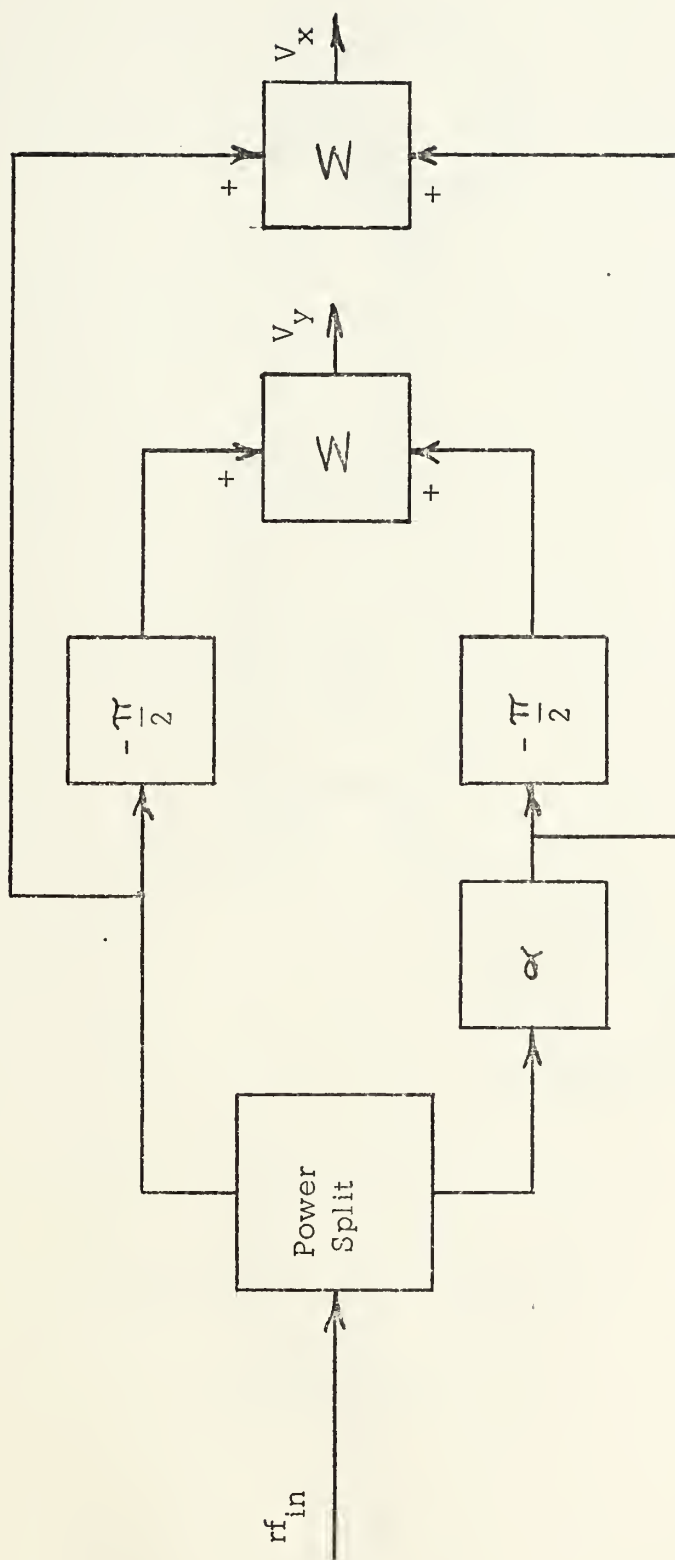 rf_in
Power
Split
α
-π/2
-π/2
+
Σ
+
V_y
+
Σ
+
V_x